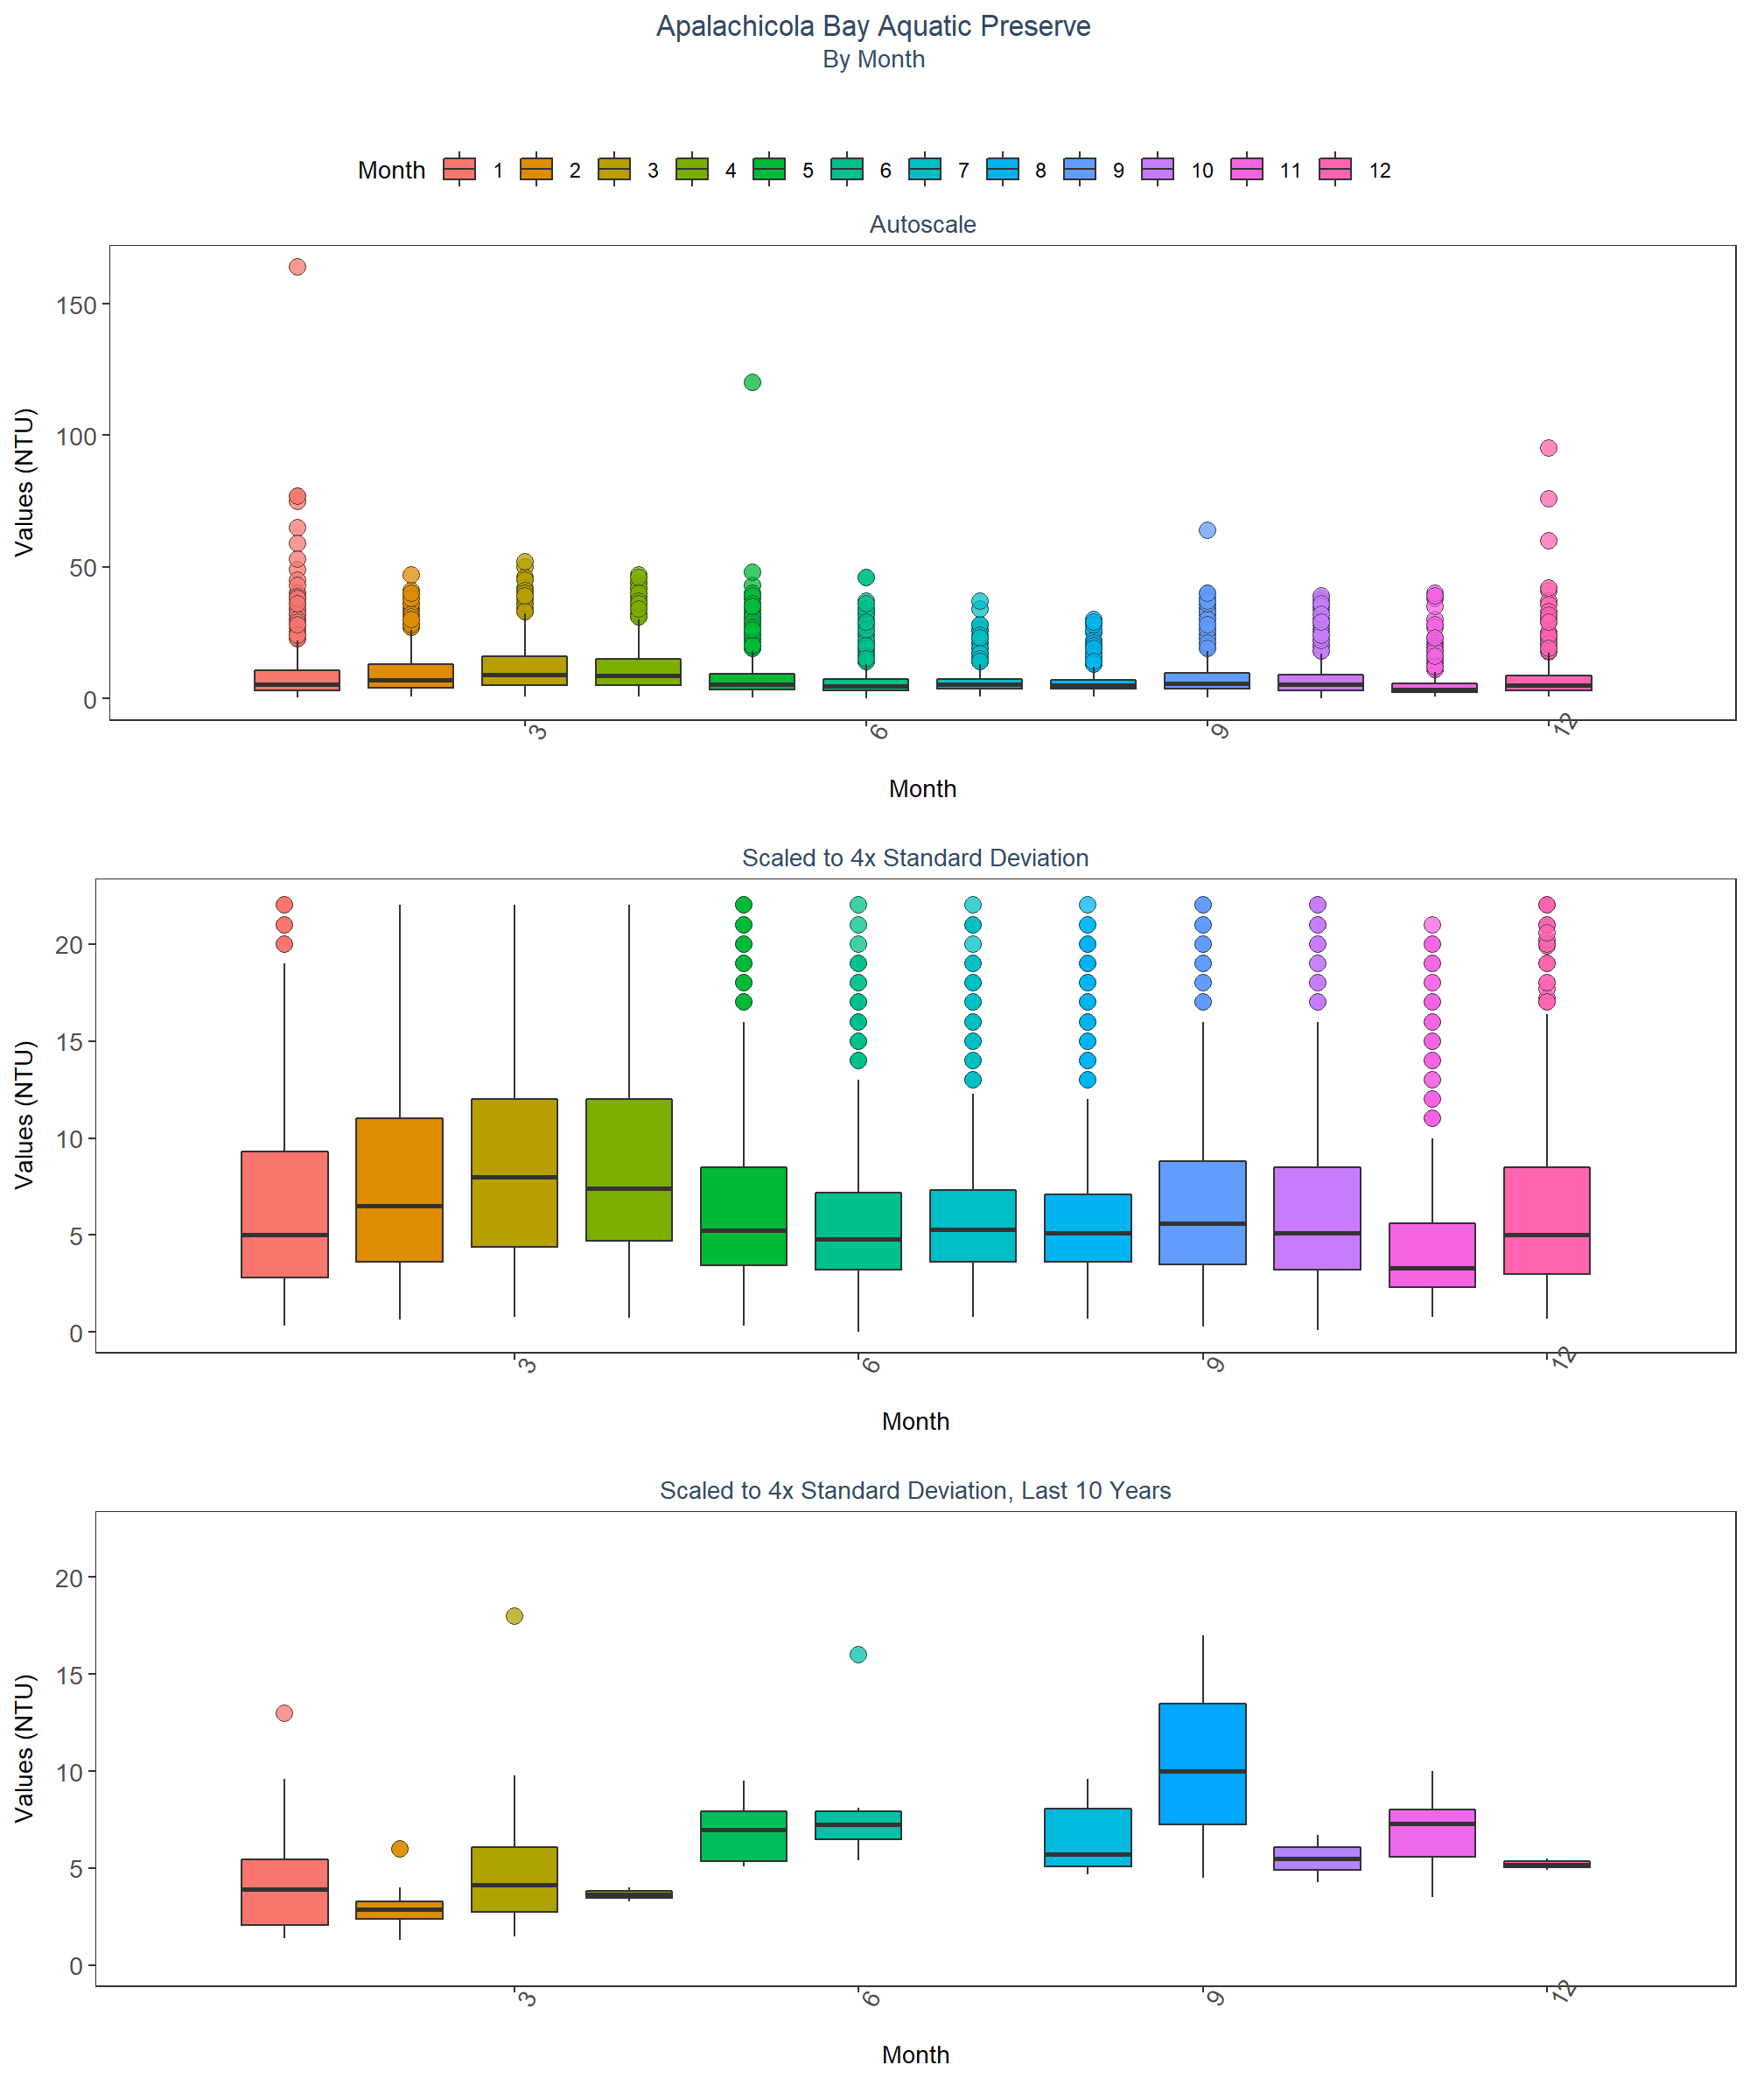 Apalachicola Bay Aquatic Preserve
By Month
Month 1 2 3 4 5 6 7 8 9 10 11 12
Autoscale
Values (NTU)
150
100
50
0
3 6 9 12
Month
Scaled to 4x Standard Deviation
Values (NTU)
20
15
10
5
0
3 6 9 12
Month
Scaled to 4x Standard Deviation, Last 10 Years
Values (NTU)
20
15
10
5
0
3 6 9 12
Month